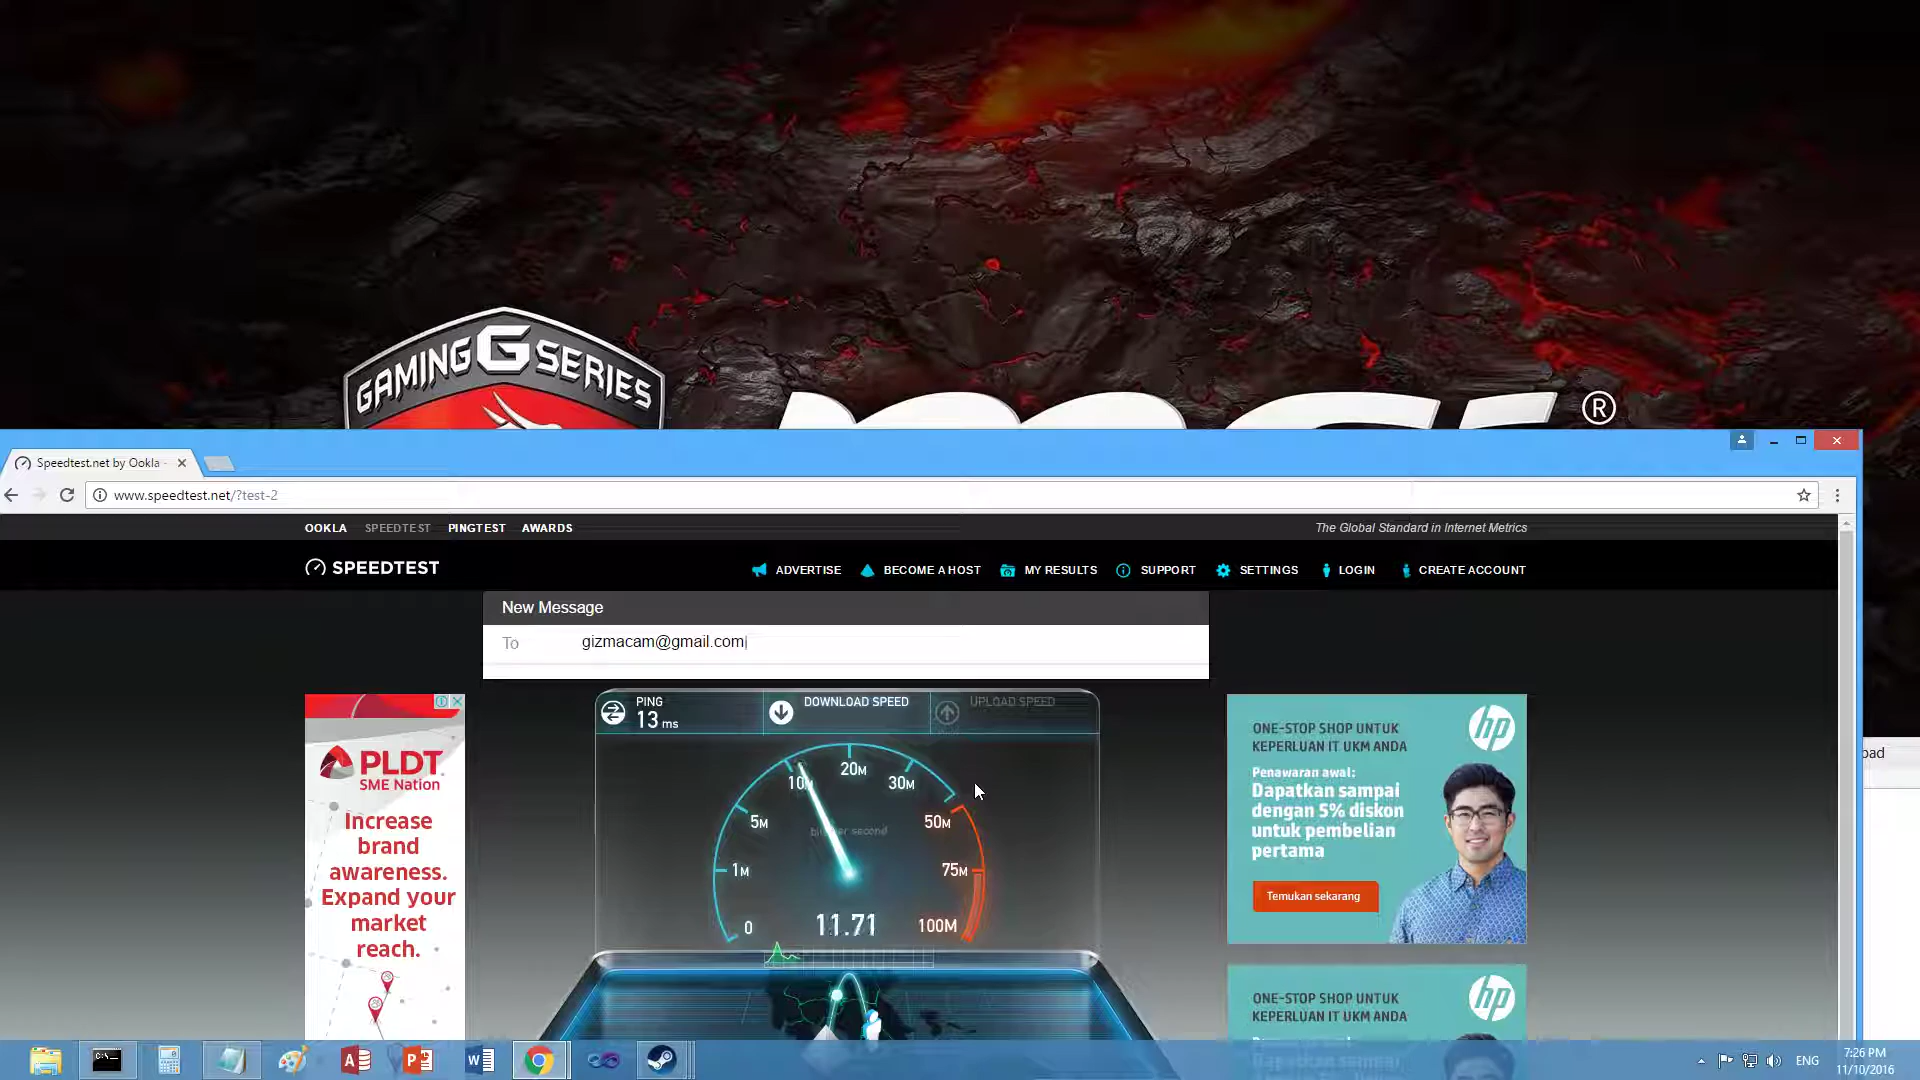 GAMING G SERIES
®
Speedtest.net by Ookla -
www.speedtest.net/?test-2
OOKLA SPEEDTEST PINGTEST AWARDS
The Global Standard in Internet Metrics
SPEEDTEST
ADVERTISE BECOME A HOST MY RESULTS SUPPORT SETTINGS LOGIN CREATE ACCOUNT
New Message
To gizmacam@gmail.com
PING
13 ms
DOWNLOAD SPEED
UPLOAD SPEED
0
1M
5M
10M
20M
30M
50M
75M
100M
11.71
PLDT
SME Nation
Increase
brand
awareness.
Expand your
market
reach.
hp
ONE-STOP SHOP UNTUK
KEPERLUAN IT UKM ANDA
Penawaran awal:
Dapatkan sampai
dengan 5% diskon
untuk pembelian
pertama
Temukan sekarang
hp
ONE-STOP SHOP UNTUK
KEPERLUAN IT UKM ANDA
Dapatkan sampai
C:\
ENG
7:26 PM
11/10/2016